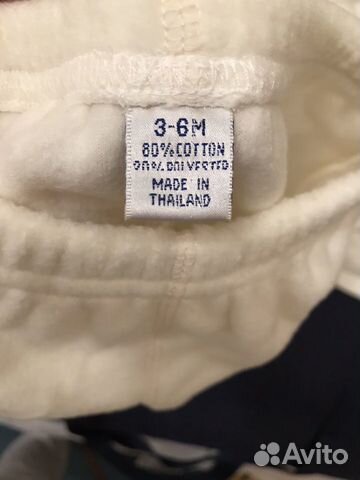 3-6M
80%COTTON
20%POLYESTER
MADE IN
THAILAND
Avito